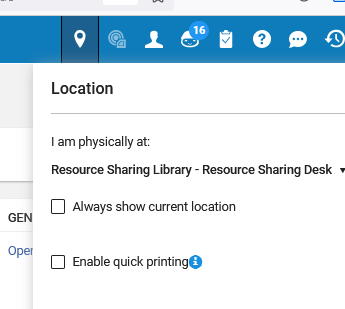 16
Location
I am physically at:
Resource Sharing Library - Resource Sharing Desk
Always show current location
GEN
Oper
Enable quick printing